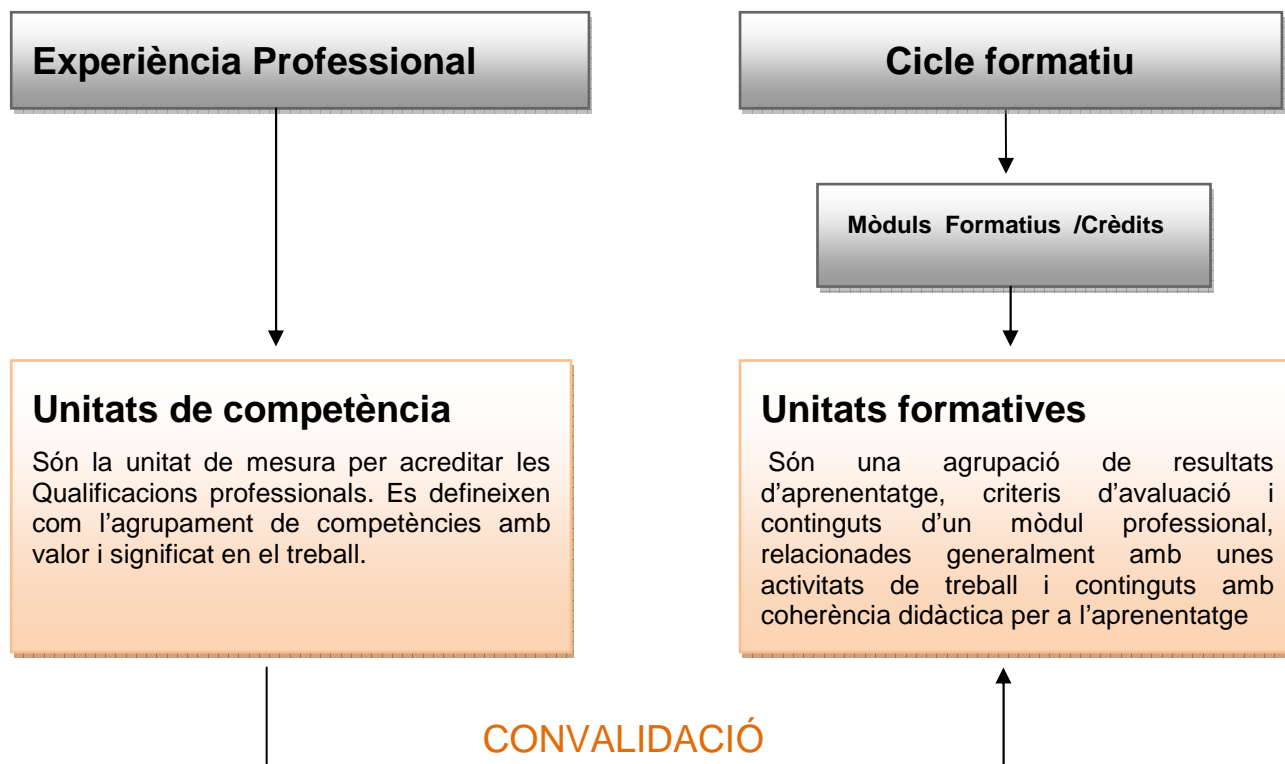 Experiència Professional
Cicle formatiu
Mòduls Formatius /Crèdits
Unitats de competència
Són la unitat de mesura per acreditar les
Qualificacions professionals. Es defineixen
com l’agrupament de competències amb
valor i significat en el treball.
Unitats formatives
Són una agrupació de resultats
d’aprenentatge, criteris d’avaluació i
continguts d’un mòdul professional,
relacionades generalment amb unes
activitats de treball i continguts amb
coherència didàctica per a l’aprenentatge
CONVALIDACIÓ